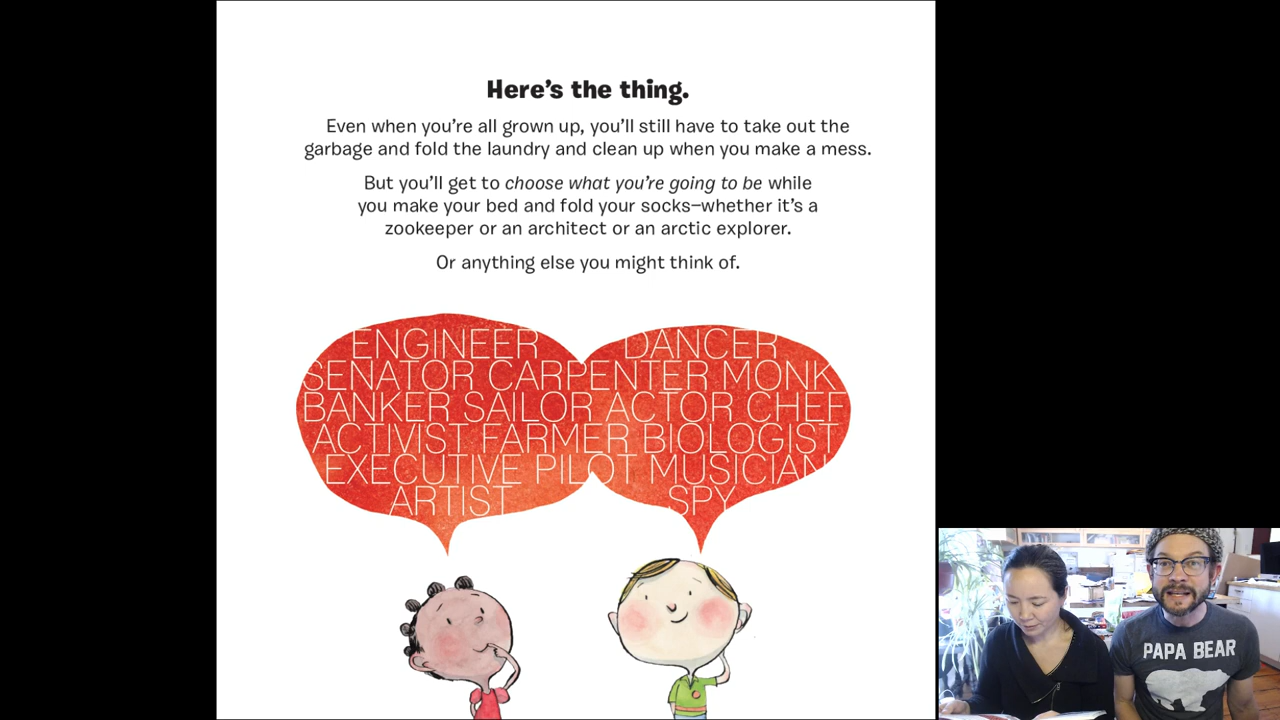 Here’s the thing.
Even when you’re all grown up, you’ll still have to take out the
garbage and fold the laundry and clean up when you make a mess.
But you’ll get to choose what you’re going to be while
you make your bed and fold your socks—whether it’s a
zookeeper or an architect or an arctic explorer.
Or anything else you might think of.
ENGINEER DANCER
SENATOR CARPENTER MONK
BANKER SAILOR ACTOR CHEF
ACTIVIST FARMER BIOLOGIST
EXECUTIVE PILOT MUSICIAN
ARTIST SPY
PAPA BEAR